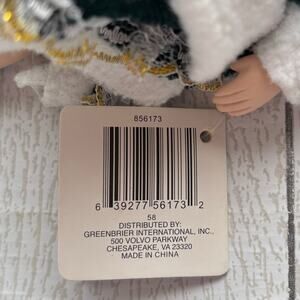 856173
6 39277 56173 2
58
DISTRIBUTED BY:
GREENBRIER INTERNATIONAL, INC.,
500 VOLVO PARKWAY
CHESAPEAKE, VA 23320
MADE IN CHINA